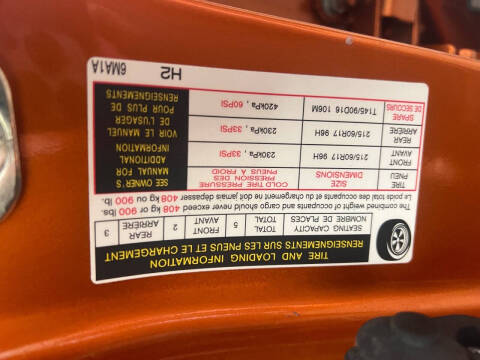 TIRE AND LOADING INFORMATION
RENSEIGNEMENTS SUR LES PNEUS ET LE CHARGEMENT
SEATING CAPACITY
NOMBRE DE PLACES
TOTAL
TOTAL
5
FRONT
AVANT
2
REAR
ARRIÈRE
3
The combined weight of occupants and cargo should never exceed 408 kg or 900 lbs.
Le poids total des occupants et du chargement ne doit jamais dépasser 408 kg ou 900 lbs.
TIRE
PNEU
SIZE
DIMENSIONS
COLD TIRE PRESSURE
PRESSION DES
PNEUS À FROID
FRONT
AVANT
215/60R17 96H
230kPa, 33PSI
REAR
ARRIÈRE
215/60R17 96H
230kPa, 33PSI
SPARE
DE SECOURS
T145/90D16 106M
420kPa, 60PSI
SEE OWNER'S
MANUAL FOR
ADDITIONAL
INFORMATION
VOIR LE MANUEL
DE L'USAGER
POUR PLUS DE
RENSEIGNEMENTS
H2
6MA1A